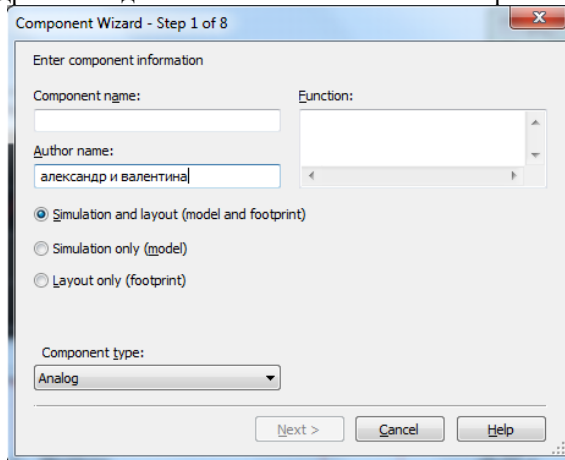 Component Wizard - Step 1 of 8
Enter component information
Component name:
Function:
Author name:
александр и валентина
Simulation and layout (model and footprint)
Simulation only (model)
Layout only (footprint)
Component type:
Analog
Next >
Cancel
Help